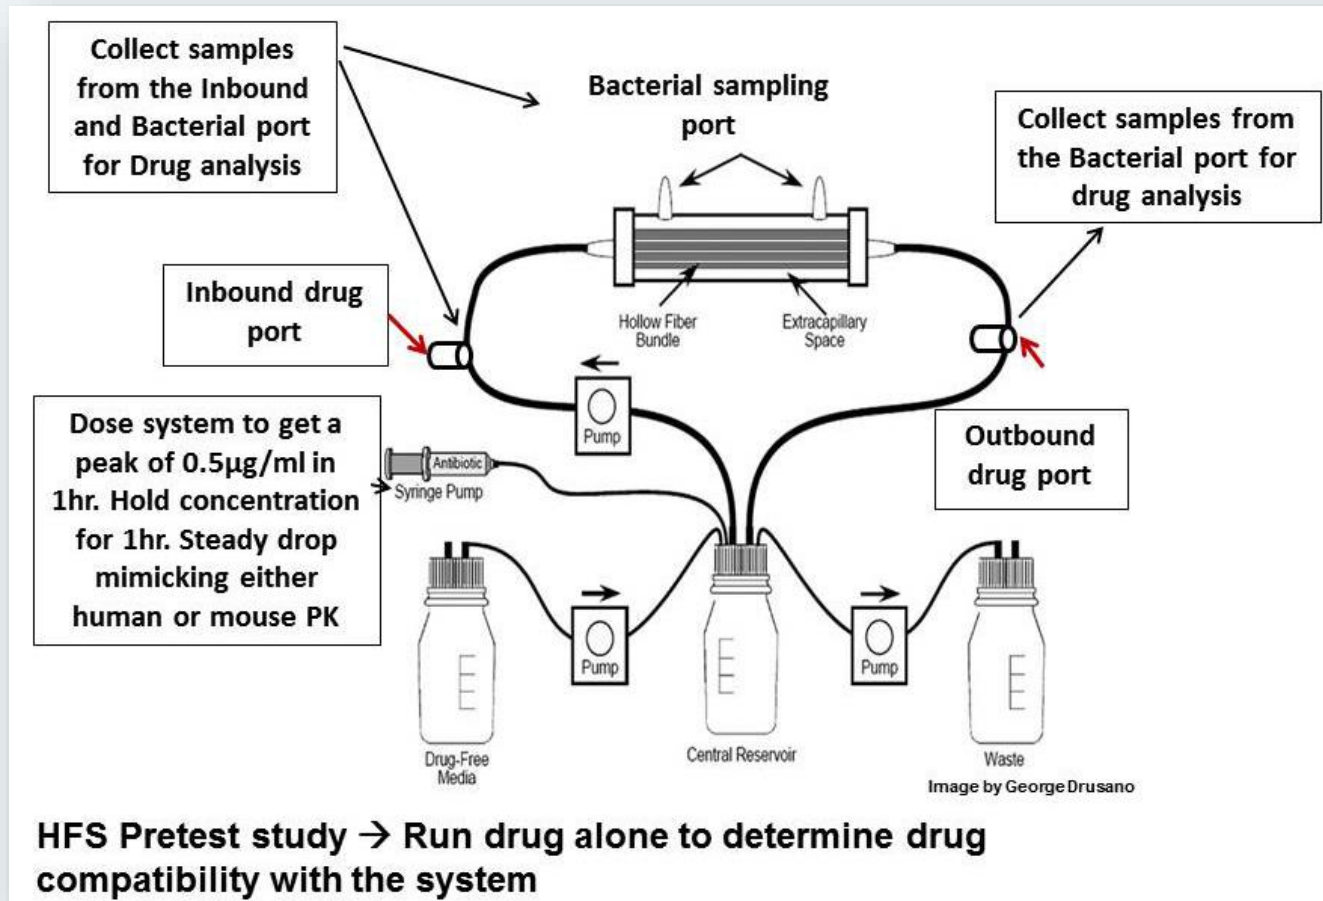 Collect samples
from the Inbound
and Bacterial port
for Drug analysis
Bacterial sampling
port
Collect samples from
the Bacterial port for
drug analysis
Inbound drug
port
Hollow Fiber
Bundle
Extracapillary
Space
Pump
Dose system to get a
peak of 0.5µg/ml in
1hr. Hold concentration
for 1hr. Steady drop
mimicking either
human or mouse PK
Antibiotic
Syringe Pump
Outbound
drug port
Pump
Pump
Drug-Free
Media
Central Reservoir
Waste
Image by George Drusano
HFS Pretest study → Run drug alone to determine drug
compatibility with the system